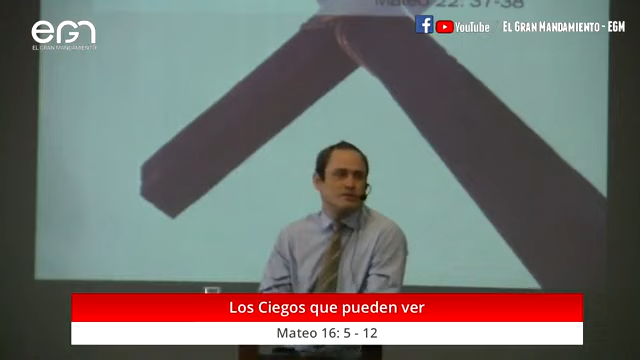 Mateo 22: 37-38
EGM
EL GRAN MANDAMIENTO
YouTube / EL GRAN MANDAMIENTO - EGM
Los Ciegos que pueden ver
Mateo 16: 5 - 12